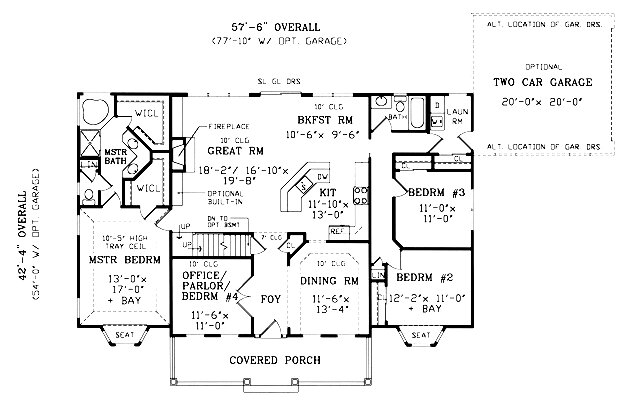 57'-6" OVERALL
(77'-10" W/ OPT. GARAGE)
ALT. LOCATION OF GAR. DRS.
OPTIONAL
TWO CAR GARAGE
20'-0" x 20'-0"
ALT. LOCATION OF GAR. DRS.
SL GL DRS
10' CLG
BKFST RM
10'-6" x 9'-6"
BATH
D
W
LAUN
RM
CL
CL
WICL
MSTR
BATH
LIN
WICL
FIREPLACE
10' CLG
GREAT RM
18'-2"/ 16'-10" x
19'-8"
OPTIONAL
BUILT-IN
DW
S
KIT
11'-10" x
13'-0"
REF
BEDRM #3
11'-0" x
11'-0"
42'-4" OVERALL
(54'-0" W/ OPT. GARAGE)
10'-5" HIGH
TRAY CEIL
MSTR BEDRM
13'-0" x
17'-0"
+ BAY
SEAT
UP
DN TO
OPT BSMT
UP
7' CLG
CL
10' CLG
OFFICE/
PARLOR/
BEDRM #4
11'-6" x
11'-0"
FOY
10' CLG
DINING RM
11'-6" x
13'-4"
LIN
BEDRM #2
12'-2" x 11'-0"
+ BAY
SEAT
COVERED PORCH